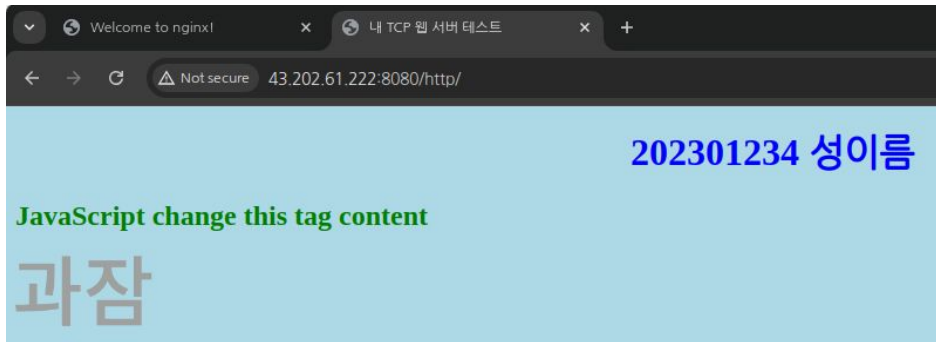 Welcome to nginx! 내 TCP 웹 서버 테스트
Not secure 43.202.61.222:8080/http/
202301234 성이름
JavaScript change this tag content
과잠